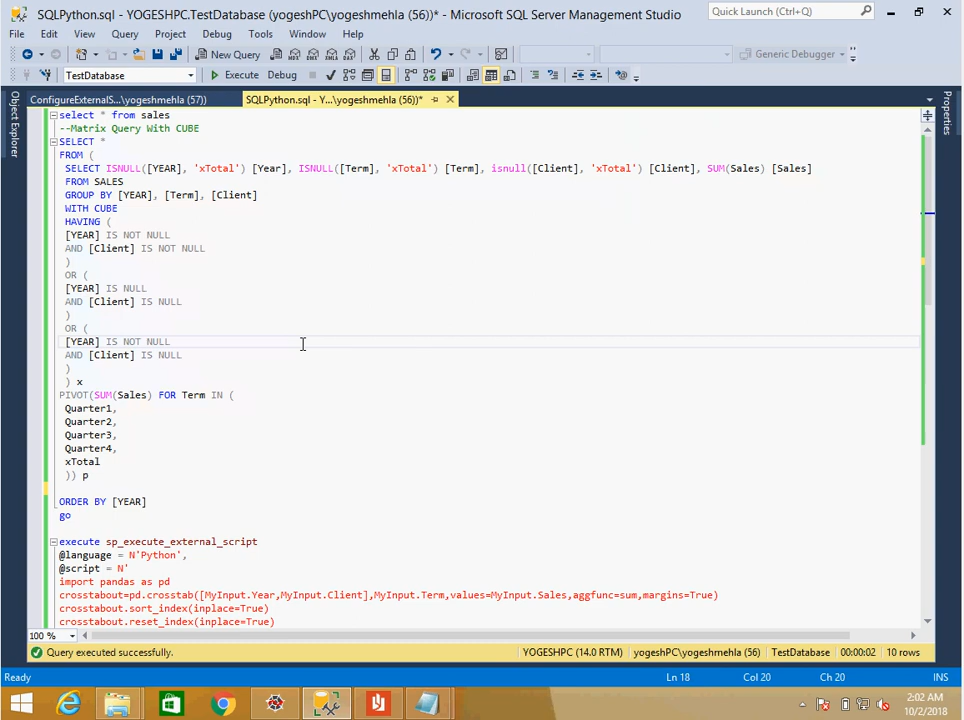 SQLPython.sql - YOGESHPC.TestDatabase (yogeshPC\yogeshmehla (56))* - Microsoft SQL Server Management Studio
Quick Launch (Ctrl+Q)
File Edit View Query Project Debug Tools Window Help
New Query
Generic Debugger
TestDatabase
Execute Debug
ConfigureExternalS...\yogeshmehla (57))
SQLPython.sql - Y...\yogeshmehla (56))*
Object Explorer
Properties
select * from sales
--Matrix Query With CUBE
SELECT *
FROM (
SELECT ISNULL([YEAR], 'xTotal') [Year], ISNULL([Term], 'xTotal') [Term], isnull([Client], 'xTotal') [Client], SUM(Sales) [Sales]
FROM SALES
GROUP BY [YEAR], [Term], [Client]
WITH CUBE
HAVING (
[YEAR] IS NOT NULL
AND [Client] IS NOT NULL
)
OR (
[YEAR] IS NULL
AND [Client] IS NULL
)
OR (
[YEAR] IS NOT NULL
AND [Client] IS NULL
)
) x
PIVOT(SUM(Sales) FOR Term IN (
Quarter1,
Quarter2,
Quarter3,
Quarter4,
xTotal
)) p
ORDER BY [YEAR]
go
execute sp_execute_external_script
@language = N'Python',
@script = N'
import pandas as pd
crosstabout=pd.crosstab([MyInput.Year,MyInput.Client],MyInput.Term,values=MyInput.Sales,aggfunc=sum,margins=True)
crosstabout.sort_index(inplace=True)
crosstabout.reset_index(inplace=True)
100 %
Query executed successfully.
YOGESHPC (14.0 RTM) yogeshpc\yogeshmehla (56) TestDatabase 00:00:02 10 rows
Ready
Ln 18 Col 20 Ch 20 INS
2:02 AM
10/2/2018